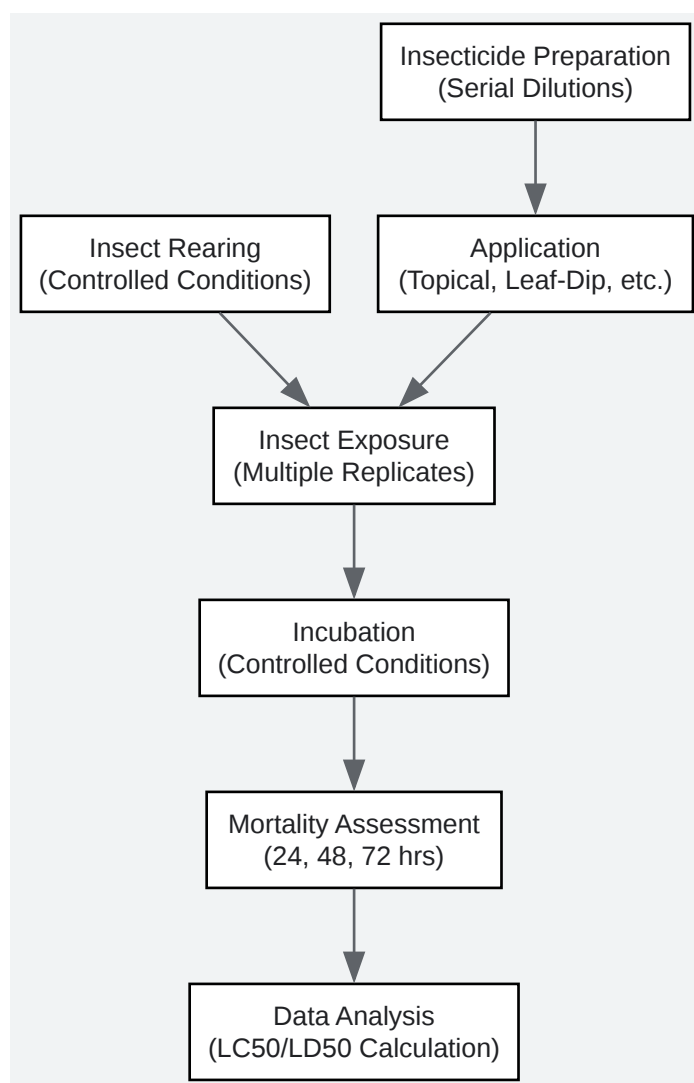 Insecticide Preparation
(Serial Dilutions)
Insect Rearing
(Controlled Conditions)
Application
(Topical, Leaf-Dip, etc.)
Insect Exposure
(Multiple Replicates)
Incubation
(Controlled Conditions)
Mortality Assessment
(24, 48, 72 hrs)
Data Analysis
(LC50/LD50 Calculation)